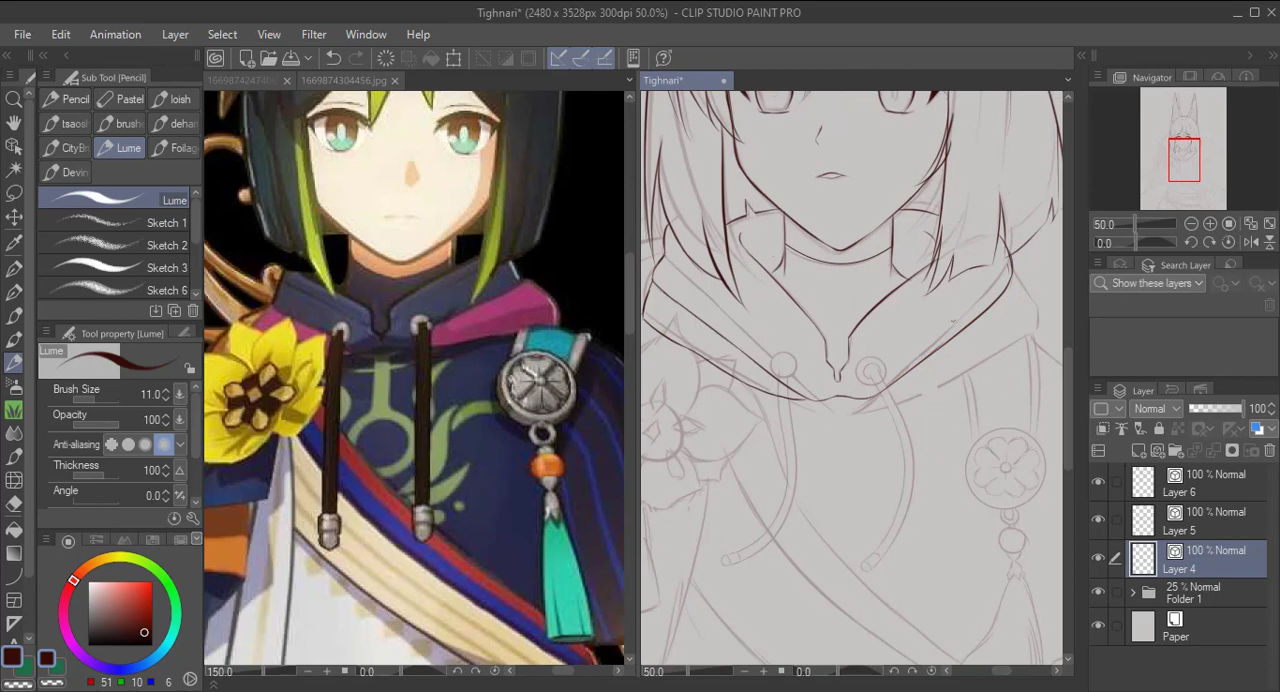 Tighnari* (2480 x 3528px 300dpi 50.0%) - CLIP STUDIO PAINT PRO
File Edit Animation Layer Select View Filter Window Help
Sub Tool [Pencil]
1669874304456.jpg
Tighnari*
Navigator
Pencil Pastel loish
tsaos brush dehar
CityBr Lume Foliag
Devin
Lume
Sketch 1
Sketch 2
Sketch 3
Sketch 6
Tool property [Lume]
Lume
Brush Size 11.0
Opacity 100
Anti-aliasing
Thickness 100
Angle 0.0
51 10 6
150.0 0.0
50.0 0.0
50.0
0.0
Search Layer
Show these layers
Layer
Normal 100
100 % Normal
Layer 6
100 % Normal
Layer 5
100 % Normal
Layer 4
25 % Normal
Folder 1
Paper